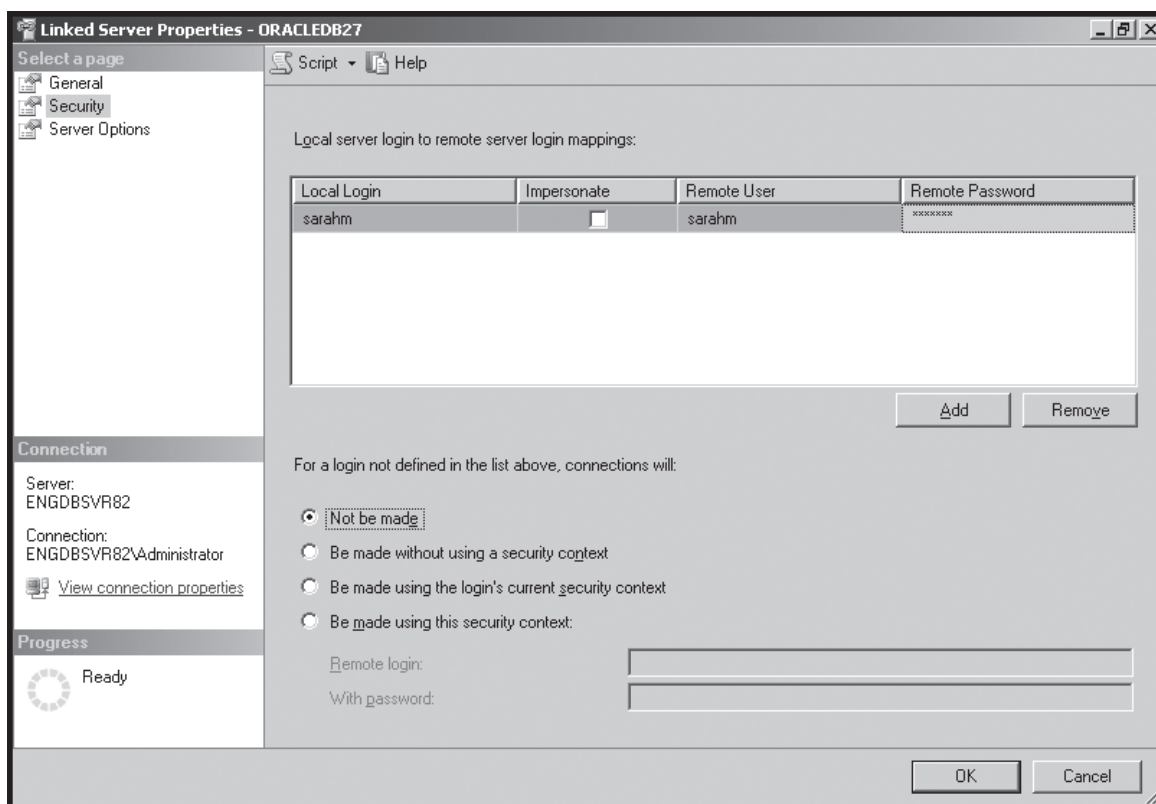 Linked Server Properties - ORACLEDB27
Select a page
General
Security
Server Options
Script
Help
Local server login to remote server login mappings:
Local Login Impersonate Remote User Remote Password
sarahm sarahm *******
Add Remove
For a login not defined in the list above, connections will:
Not be made
Be made without using a security context
Be made using the login's current security context
Be made using this security context:
Remote login:
With password:
Connection
Server:
ENGDBSVR82
Connection:
ENGDBSVR82\Administrator
View connection properties
Progress
Ready
OK Cancel